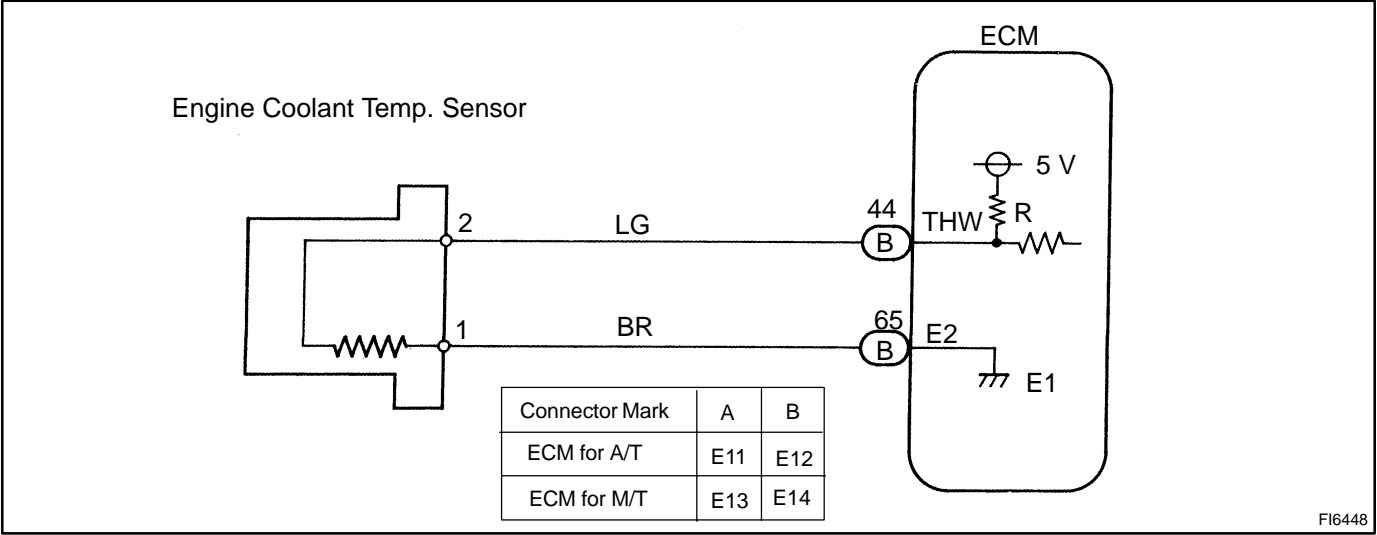 ECM
Engine Coolant Temp. Sensor
5 V
2
LG
44
THW
R
B
1
BR
65
E2
B
E1
Connector Mark A B
ECM for A/T E11 E12
ECM for M/T E13 E14
FI6448